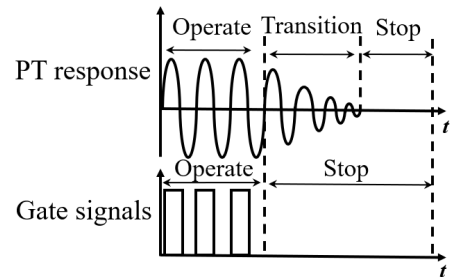 Operate Transition Stop
PT response
t
Operate Stop
Gate signals
t